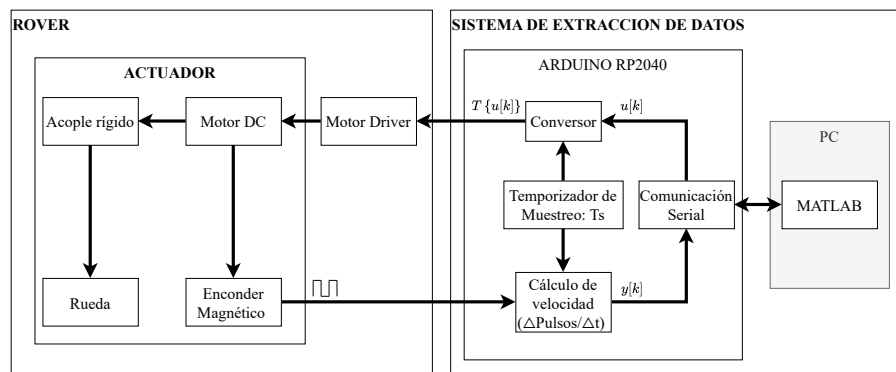 ROVER
SISTEMA DE EXTRACCION DE DATOS
ACTUADOR
ARDUINO RP2040
Acople rígido
Motor DC
Motor Driver
T {u[k]}
Conversor
u[k]
PC
Temporizador de
Muestreo: Ts
Comunicación
Serial
MATLAB
Rueda
Enconder
Magnético
Cálculo de
velocidad
(△Pulsos/△t)
y[k]